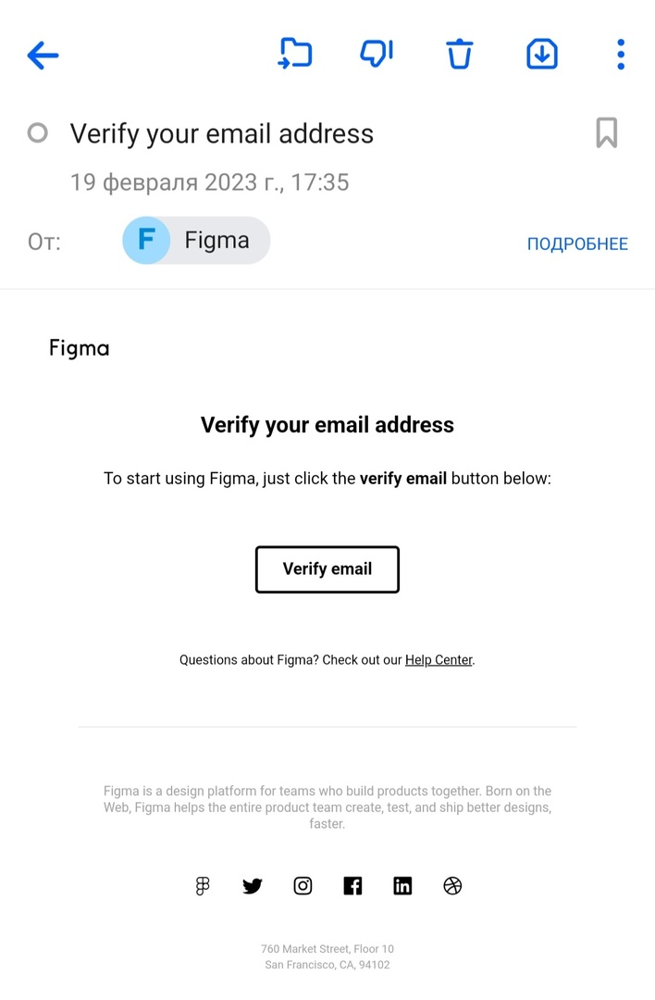 Verify your email address
19 февраля 2023 г., 17:35
От:
F
Figma
ПОДРОБНЕЕ
Figma
Verify your email address
To start using Figma, just click the verify email button below:
Verify email
Questions about Figma? Check out our Help Center.
Figma is a design platform for teams who build products together. Born on the
Web, Figma helps the entire product team create, test, and ship better designs,
faster.
760 Market Street, Floor 10
San Francisco, CA, 94102